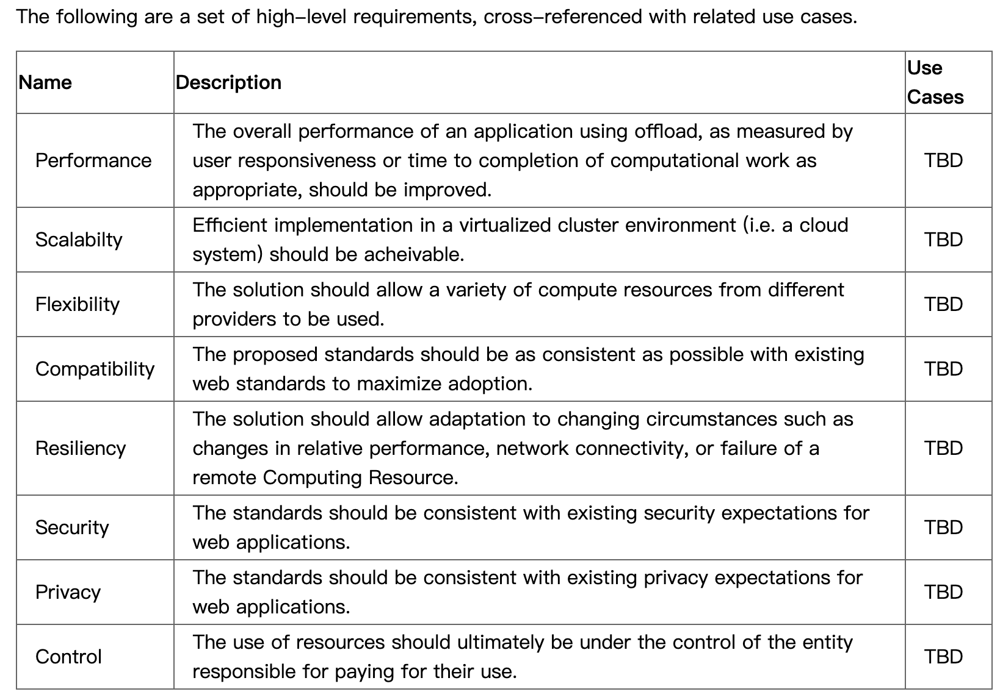 The following are a set of high–level requirements, cross–referenced with related use cases.
Name
Description
Use
Cases
Performance
The overall performance of an application using offload, as measured by
user responsiveness or time to completion of computational work as
appropriate, should be improved.
TBD
Scalabilty
Efficient implementation in a virtualized cluster environment (i.e. a cloud
system) should be acheivable.
TBD
Flexibility
The solution should allow a variety of compute resources from different
providers to be used.
TBD
Compatibility
The proposed standards should be as consistent as possible with existing
web standards to maximize adoption.
TBD
Resiliency
The solution should allow adaptation to changing circumstances such as
changes in relative performance, network connectivity, or failure of a
remote Computing Resource.
TBD
Security
The standards should be consistent with existing security expectations for
web applications.
TBD
Privacy
The standards should be consistent with existing privacy expectations for
web applications.
TBD
Control
The use of resources should ultimately be under the control of the entity
responsible for paying for their use.
TBD